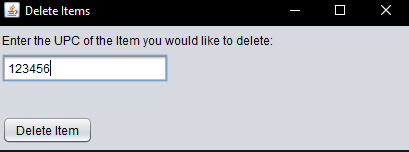 Delete Items
Enter the UPC of the Item you would like to delete:
123456
Delete Item